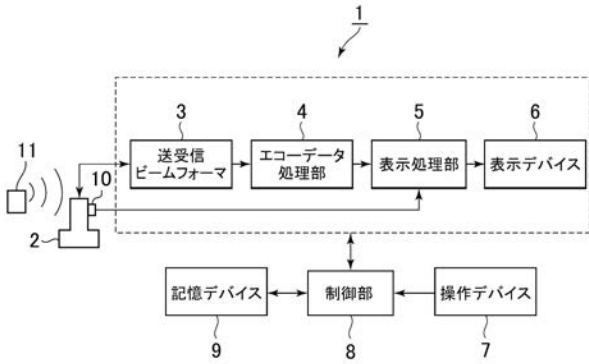 1
3
4
5
6
送受信
ビームフォーマ
エコーデータ
処理部
表示処理部
表示デバイス
11
10
2
記憶デバイス
制御部
操作デバイス
9
8
7